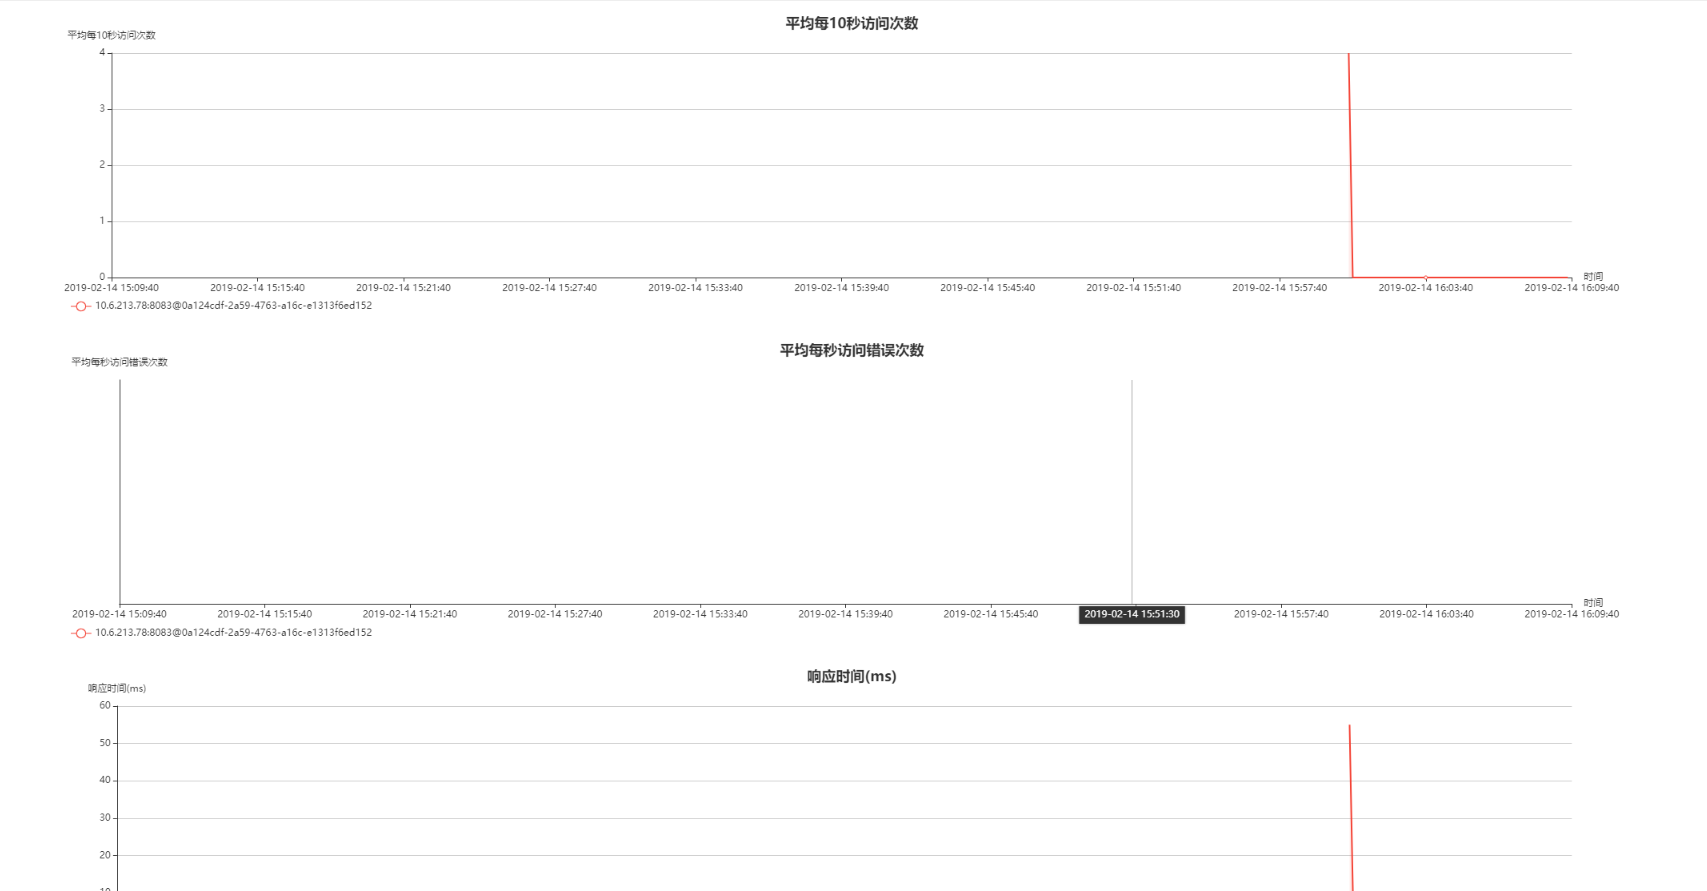 平均每10秒访问次数
平均每10秒访问次数
4
3
2
1
0
时间
2019-02-14 15:09:40 2019-02-14 15:15:40 2019-02-14 15:21:40 2019-02-14 15:27:40 2019-02-14 15:33:40 2019-02-14 15:39:40 2019-02-14 15:45:40 2019-02-14 15:51:40 2019-02-14 15:57:40 2019-02-14 16:03:40 2019-02-14 16:09:40
10.6.213.78:8083@0a124cdf-2a59-4763-a16c-e1313f6ed152
平均每秒访问错误次数
平均每秒访问错误次数
时间
2019-02-14 15:09:40 2019-02-14 15:15:40 2019-02-14 15:21:40 2019-02-14 15:27:40 2019-02-14 15:33:40 2019-02-14 15:39:40 2019-02-14 15:45:40 2019-02-14 15:51:30 2019-02-14 15:57:40 2019-02-14 16:03:40 2019-02-14 16:09:40
10.6.213.78:8083@0a124cdf-2a59-4763-a16c-e1313f6ed152
响应时间(ms)
响应时间(ms)
60
50
40
30
20
10